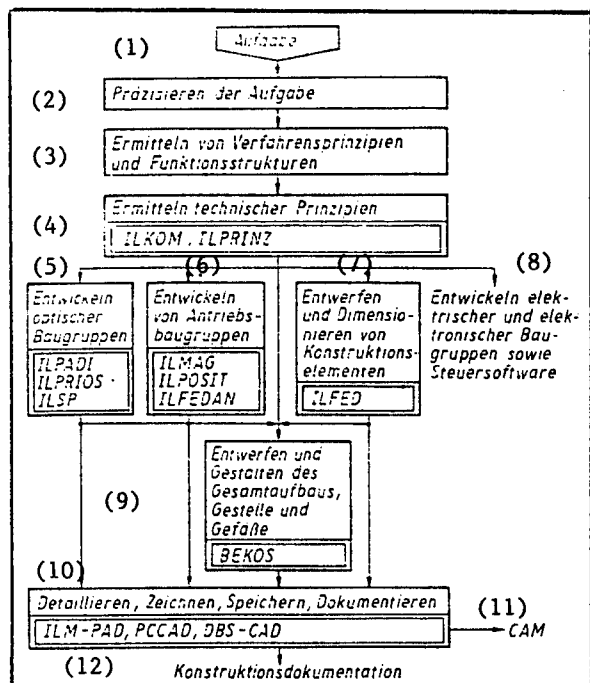 (1)
Aufgabe
(2)
Präzisieren der Aufgabe
(3)
Ermitteln von Verfahrensprinzipien
und Funktionsstrukturen
(4)
Ermitteln technischer Prinzipien
ILKOM, ILPRINZ
(5)
Entwickeln
optischer
Baugruppen
ILPADI
ILPRIOS
ILSP
(6)
Entwickeln
von Antriebs-
baugruppen
ILMAG
ILPOSIT
ILFEDAN
(7)
Entwerfen
und Dimensio-
nieren von
Konstruktions-
elementen
ILFED
(8)
Entwickeln elek-
trischer und elek-
tronischer Bau-
gruppen sowie
Steuersoftware
(9)
Entwerfen und
Gestalten des
Gesamtaufbaus,
Gestelle und
Gefäße
BEKOS
(10)
Detaillieren, Zeichnen, Speichern, Dokumentieren
ILM-PAD, PCCAD, DBS-CAD
(11)
CAM
(12)
Konstruktionsdokumentation